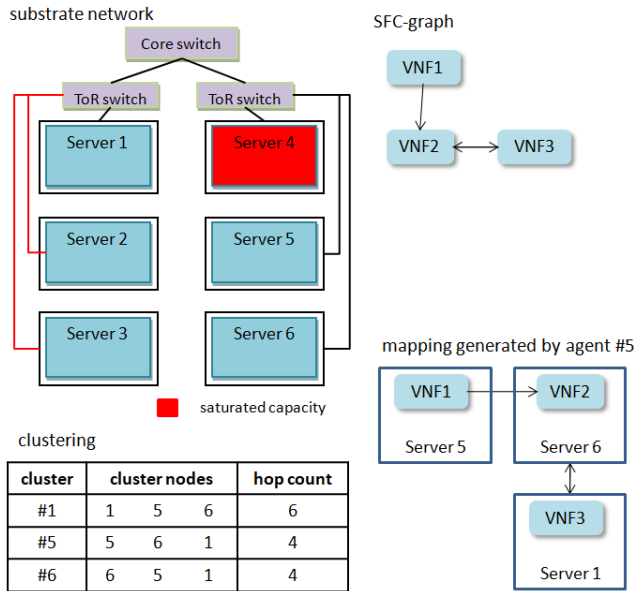 substrate network
Core switch
ToR switch
ToR switch
Server 1
Server 4
Server 2
Server 5
Server 3
Server 6
saturated capacity
SFC-graph
VNF1
VNF2
VNF3
mapping generated by agent #5
VNF1
VNF2
Server 5
Server 6
VNF3
Server 1
clustering
cluster cluster nodes hop count
#1 1 5 6 6
#5 5 6 1 4
#6 6 5 1 4